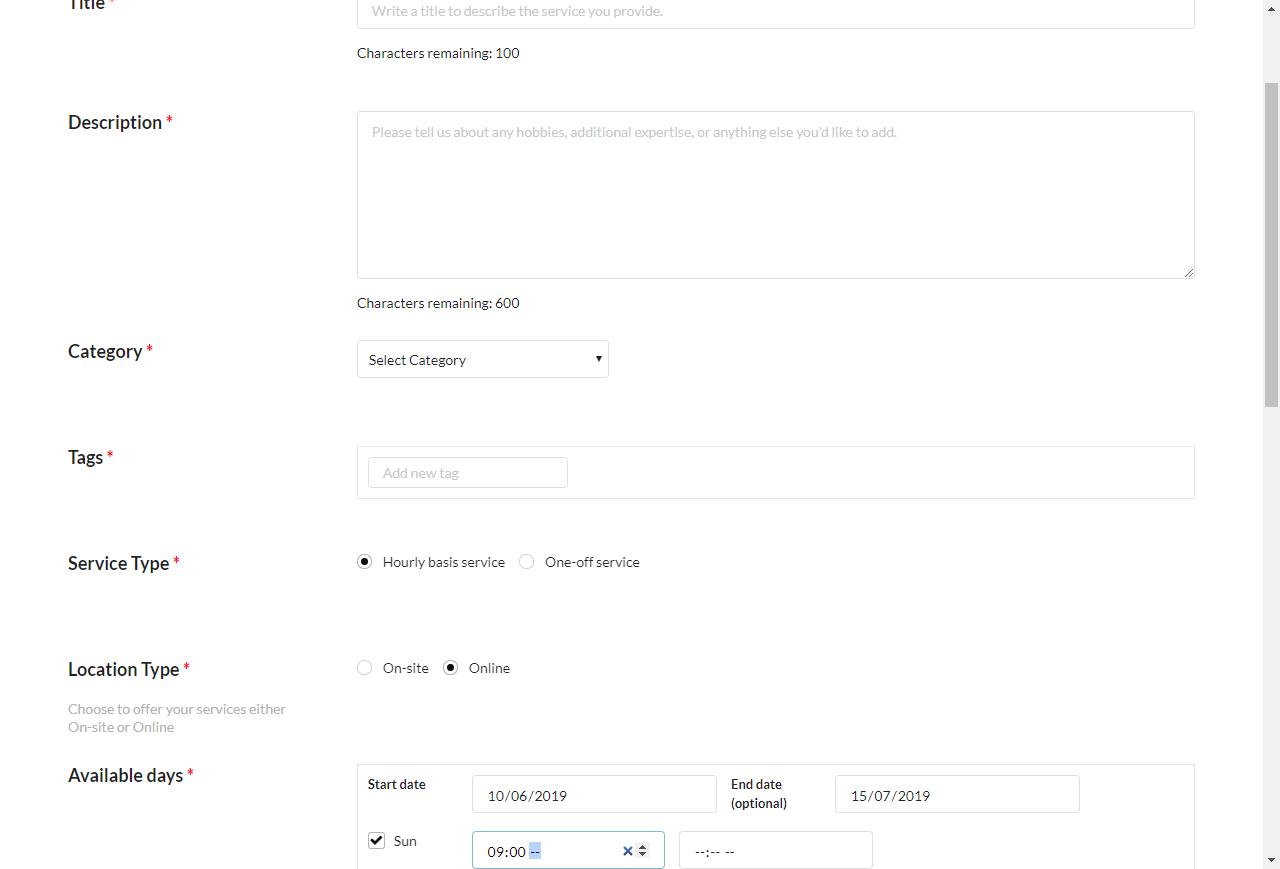 Title *
Write a title to describe the service you provide.
Characters remaining: 100
Description *
Please tell us about any hobbies, additional expertise, or anything else you'd like to add.
Characters remaining: 600
Category *
Select Category
Tags *
Add new tag
Service Type *
Hourly basis service One-off service
Location Type *
On-site Online
Choose to offer your services either
On-site or Online
Available days *
Start date
10/06/2019
End date
(optional)
15/07/2019
Sun
09:00 --
--:-- --